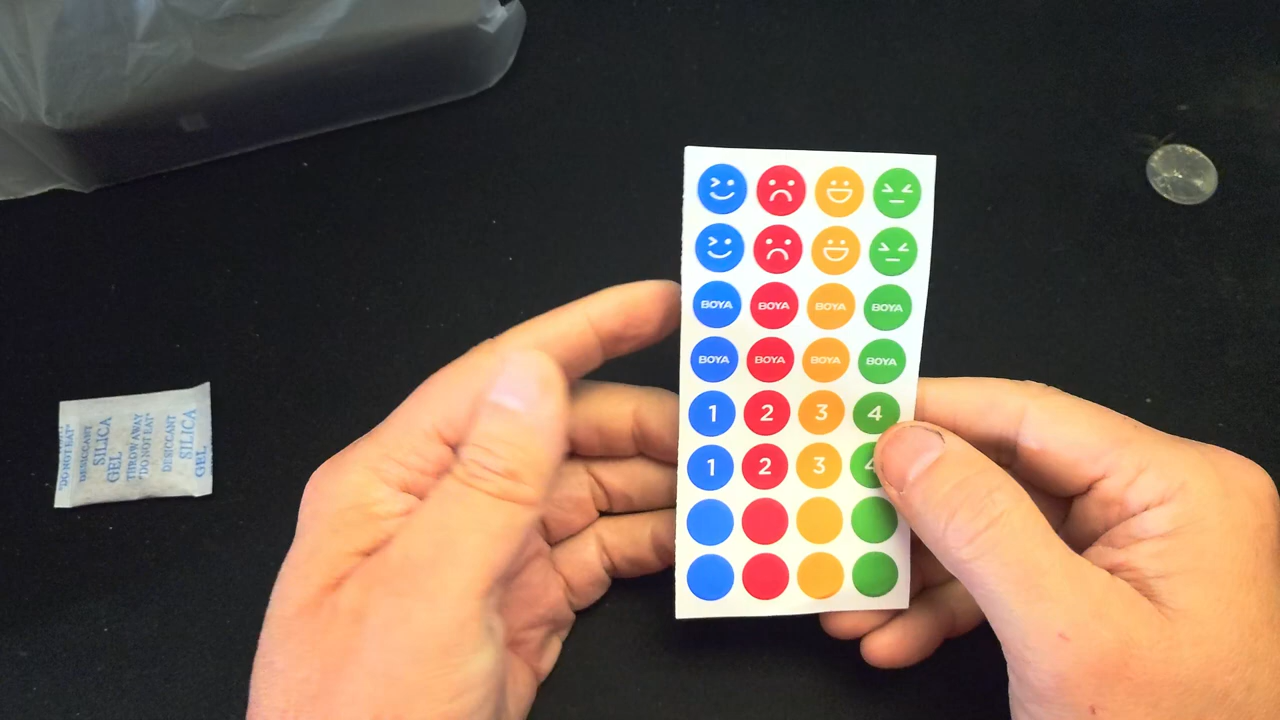 BOYA BOYA BOYA BOYA
BOYA BOYA BOYA BOYA
1 2 3 4
1 2 3 4
"DO NOT EAT"
DESICCANT
SILICA
GEL
THROW AWAY
"DO NOT EAT"
DESICCANT
SILICA
GEL